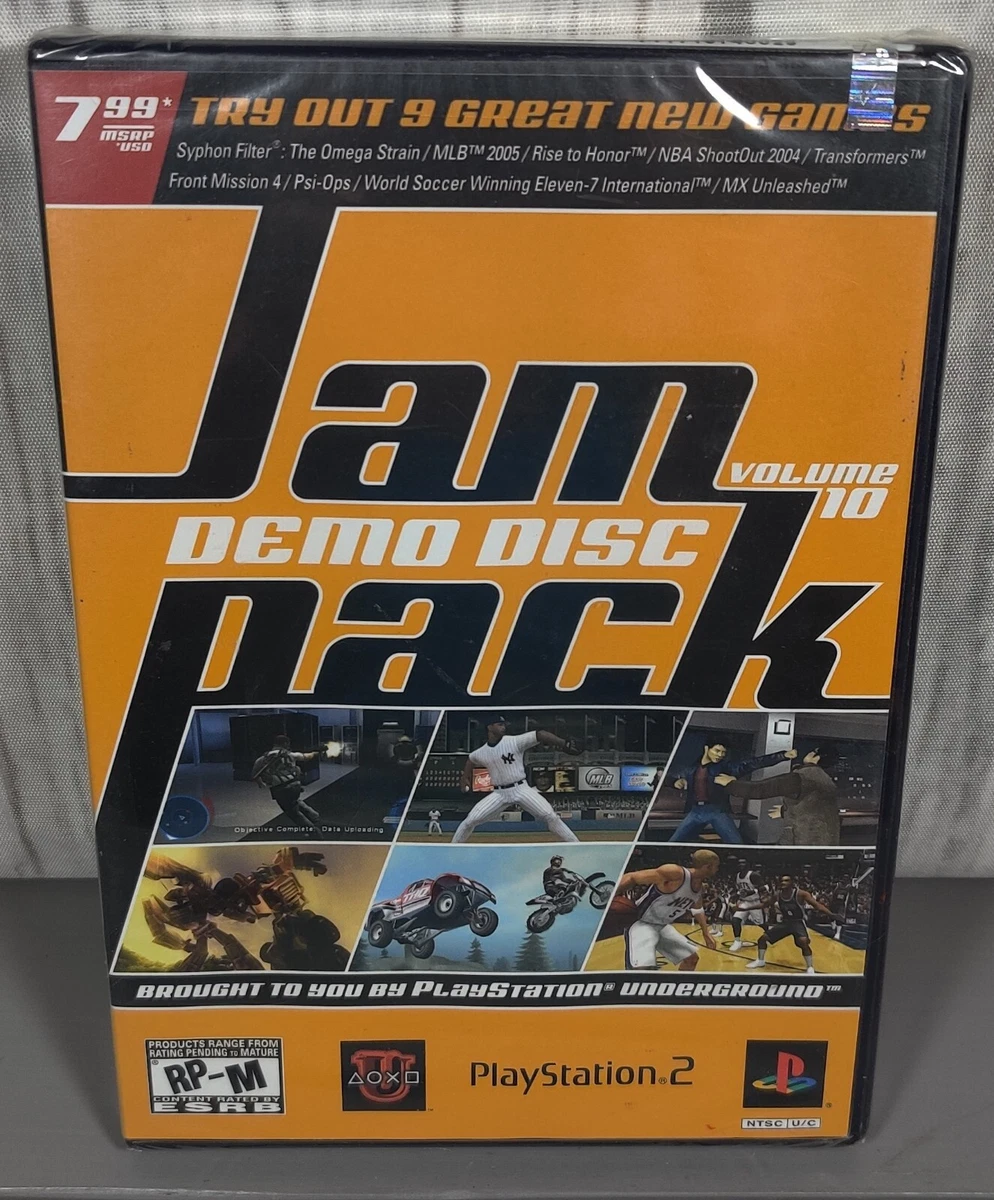 7 99*
MSRP
*USD
TRY OUT 9 GREAT NEW GAMES
Syphon Filter®: The Omega Strain / MLB™ 2005 / Rise to Honor™ / NBA ShootOut 2004 / Transformers™
Front Mission 4 / Psi-Ops / World Soccer Winning Eleven-7 International™ / MX Unleashed™
Jam
VOLUME
10
DEMO DISC
pack
Objective Complete: Data Uploading
MLB
THQ
BROUGHT TO YOU BY PlayStation® UNDERGROUND™
PRODUCTS RANGE FROM
RATING PENDING TO MATURE
RP-M
CONTENT RATED BY
ESRB
U
PlayStation®2
NTSC U/C